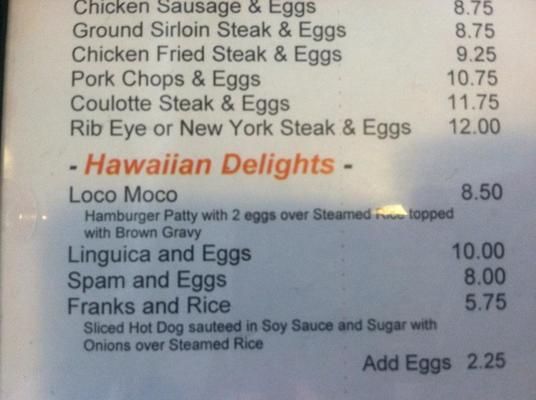 Chicken Sausage & Eggs 8.75
Ground Sirloin Steak & Eggs 8.75
Chicken Fried Steak & Eggs 9.25
Pork Chops & Eggs 10.75
Coulotte Steak & Eggs 11.75
Rib Eye or New York Steak & Eggs 12.00
- Hawaiian Delights -
Loco Moco 8.50
Hamburger Patty with 2 eggs over Steamed Rice topped
with Brown Gravy
Linguica and Eggs 10.00
Spam and Eggs 8.00
Franks and Rice 5.75
Sliced Hot Dog sauteed in Soy Sauce and Sugar with
Onions over Steamed Rice
Add Eggs 2.25